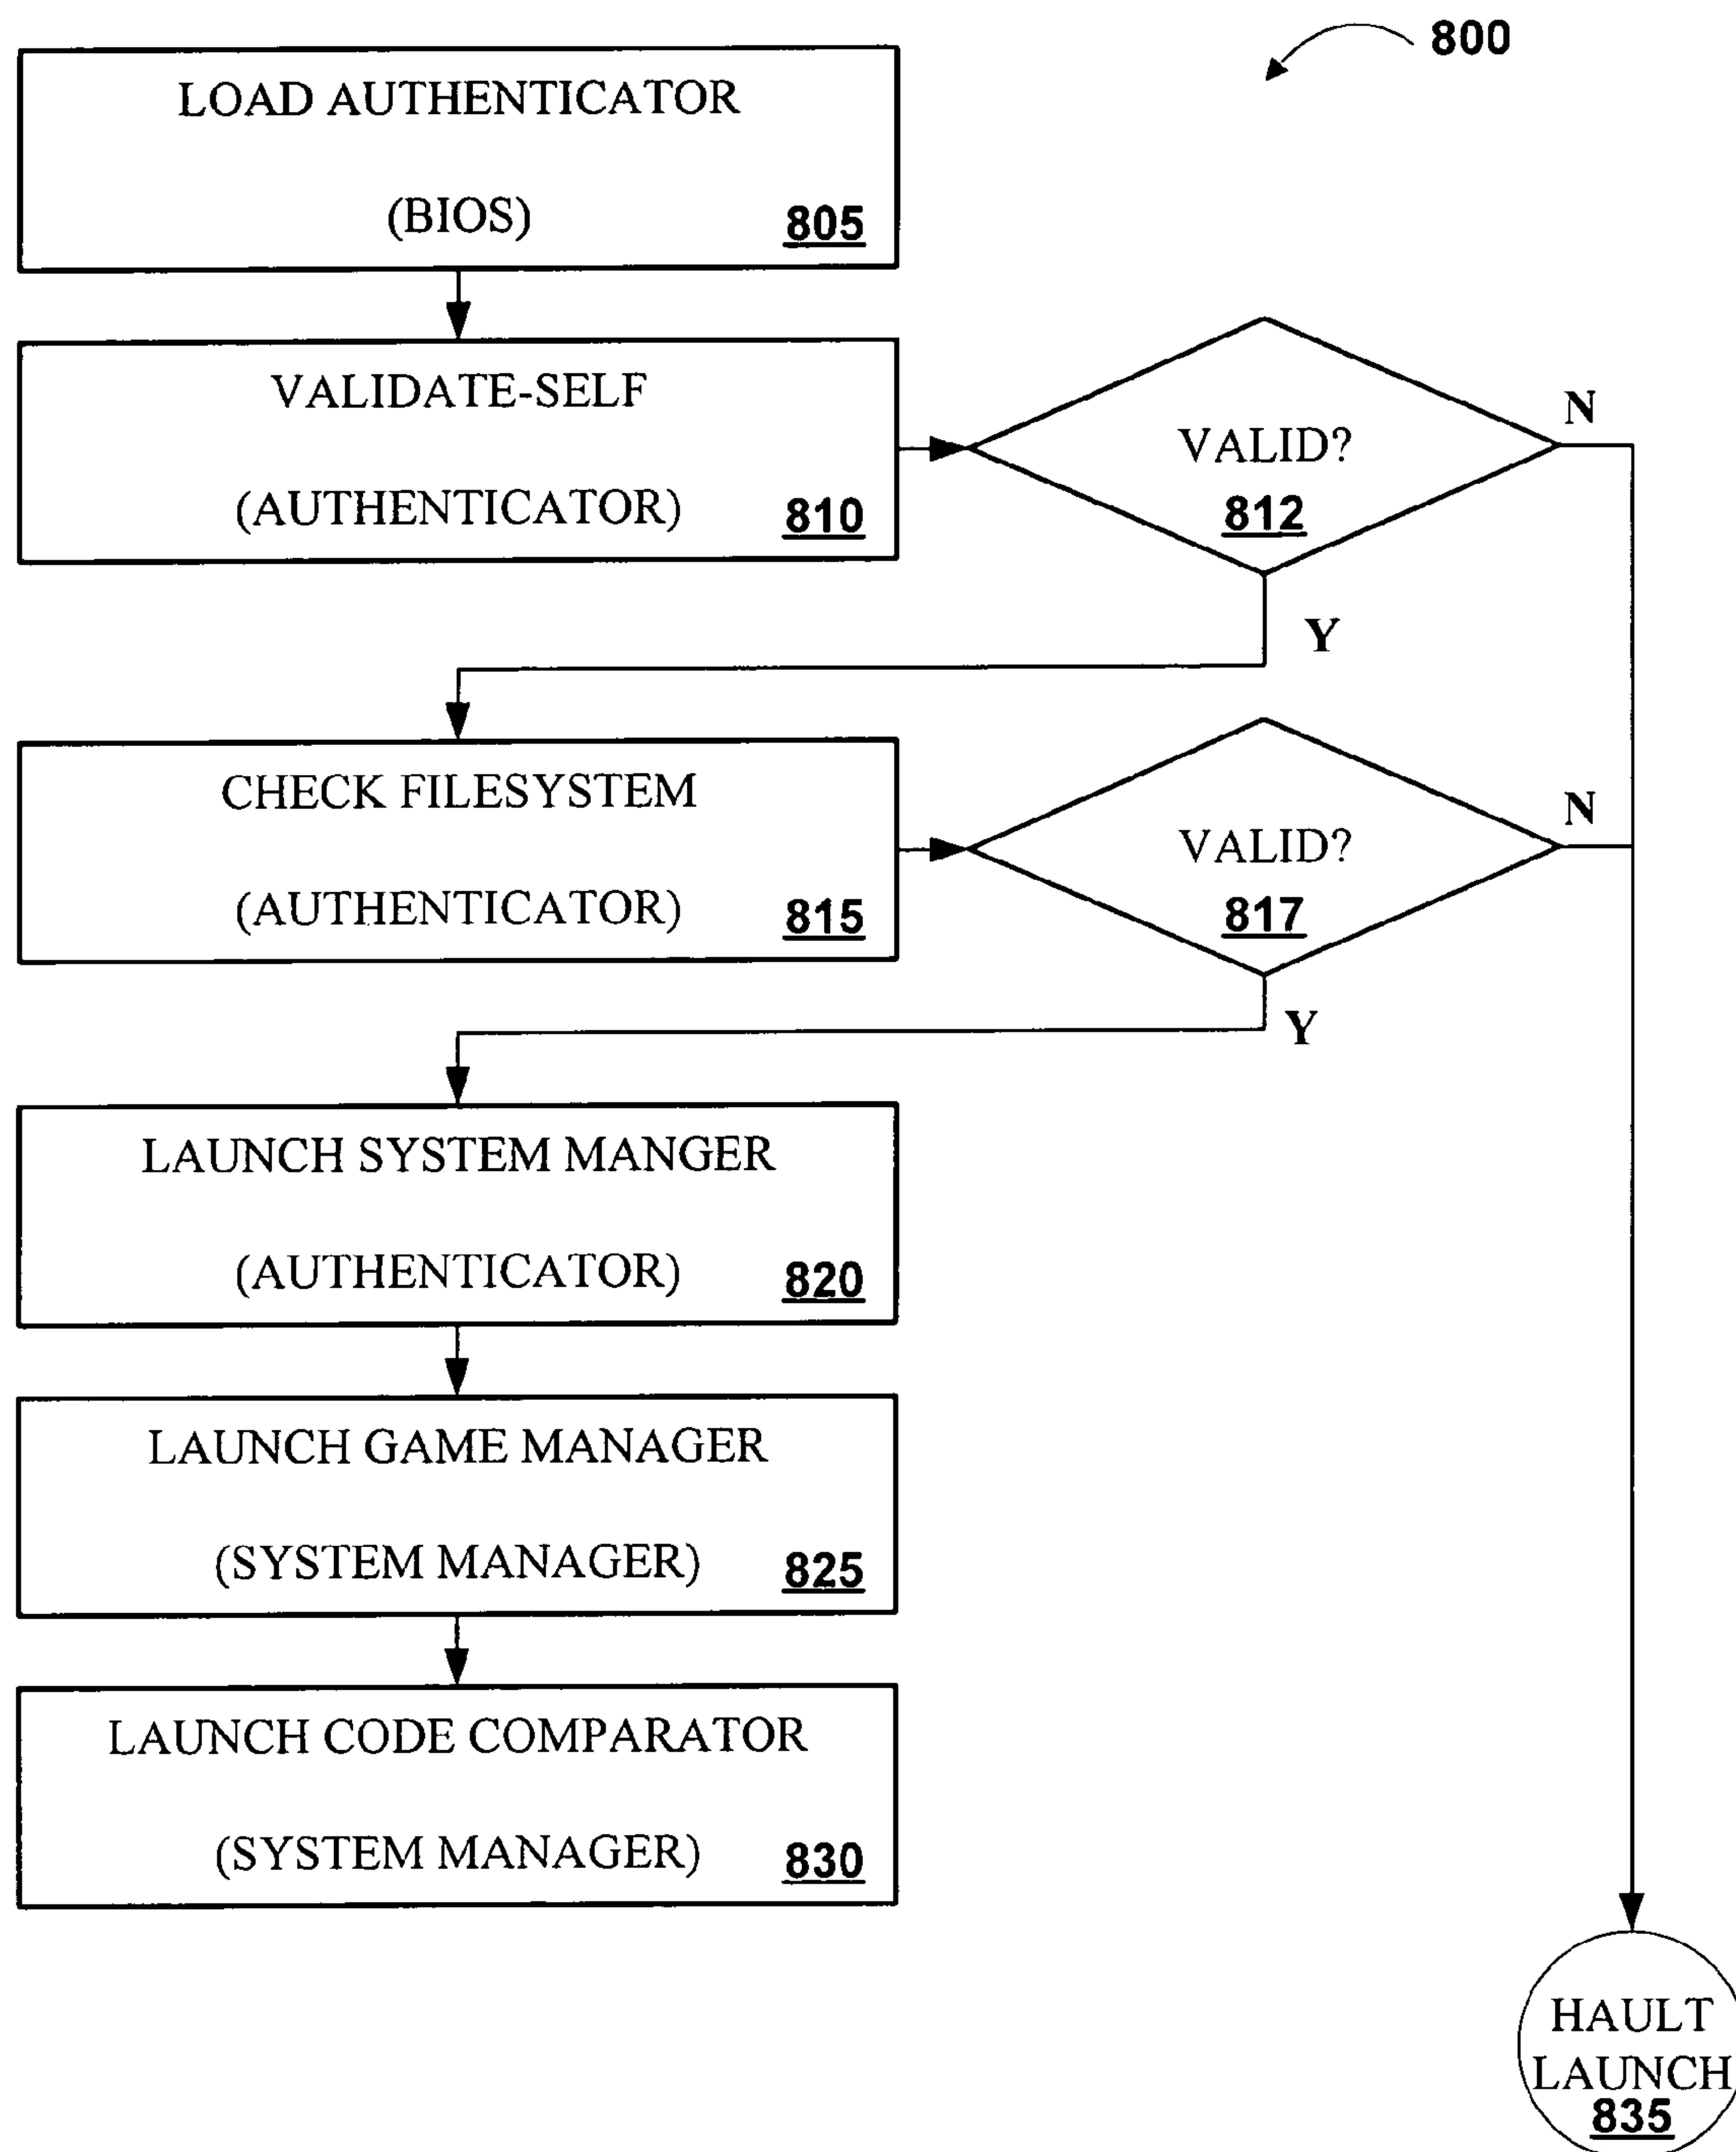 800
LOAD AUTHENTICATOR
(BIOS)
805
VALIDATE-SELF
(AUTHENTICATOR)
810
VALID?
812
N
Y
CHECK FILESYSTEM
(AUTHENTICATOR)
815
VALID?
817
N
Y
LAUNCH SYSTEM MANGER
(AUTHENTICATOR)
820
LAUNCH GAME MANAGER
(SYSTEM MANAGER)
825
LAUNCH CODE COMPARATOR
(SYSTEM MANAGER)
830
HAULT
LAUNCH
835